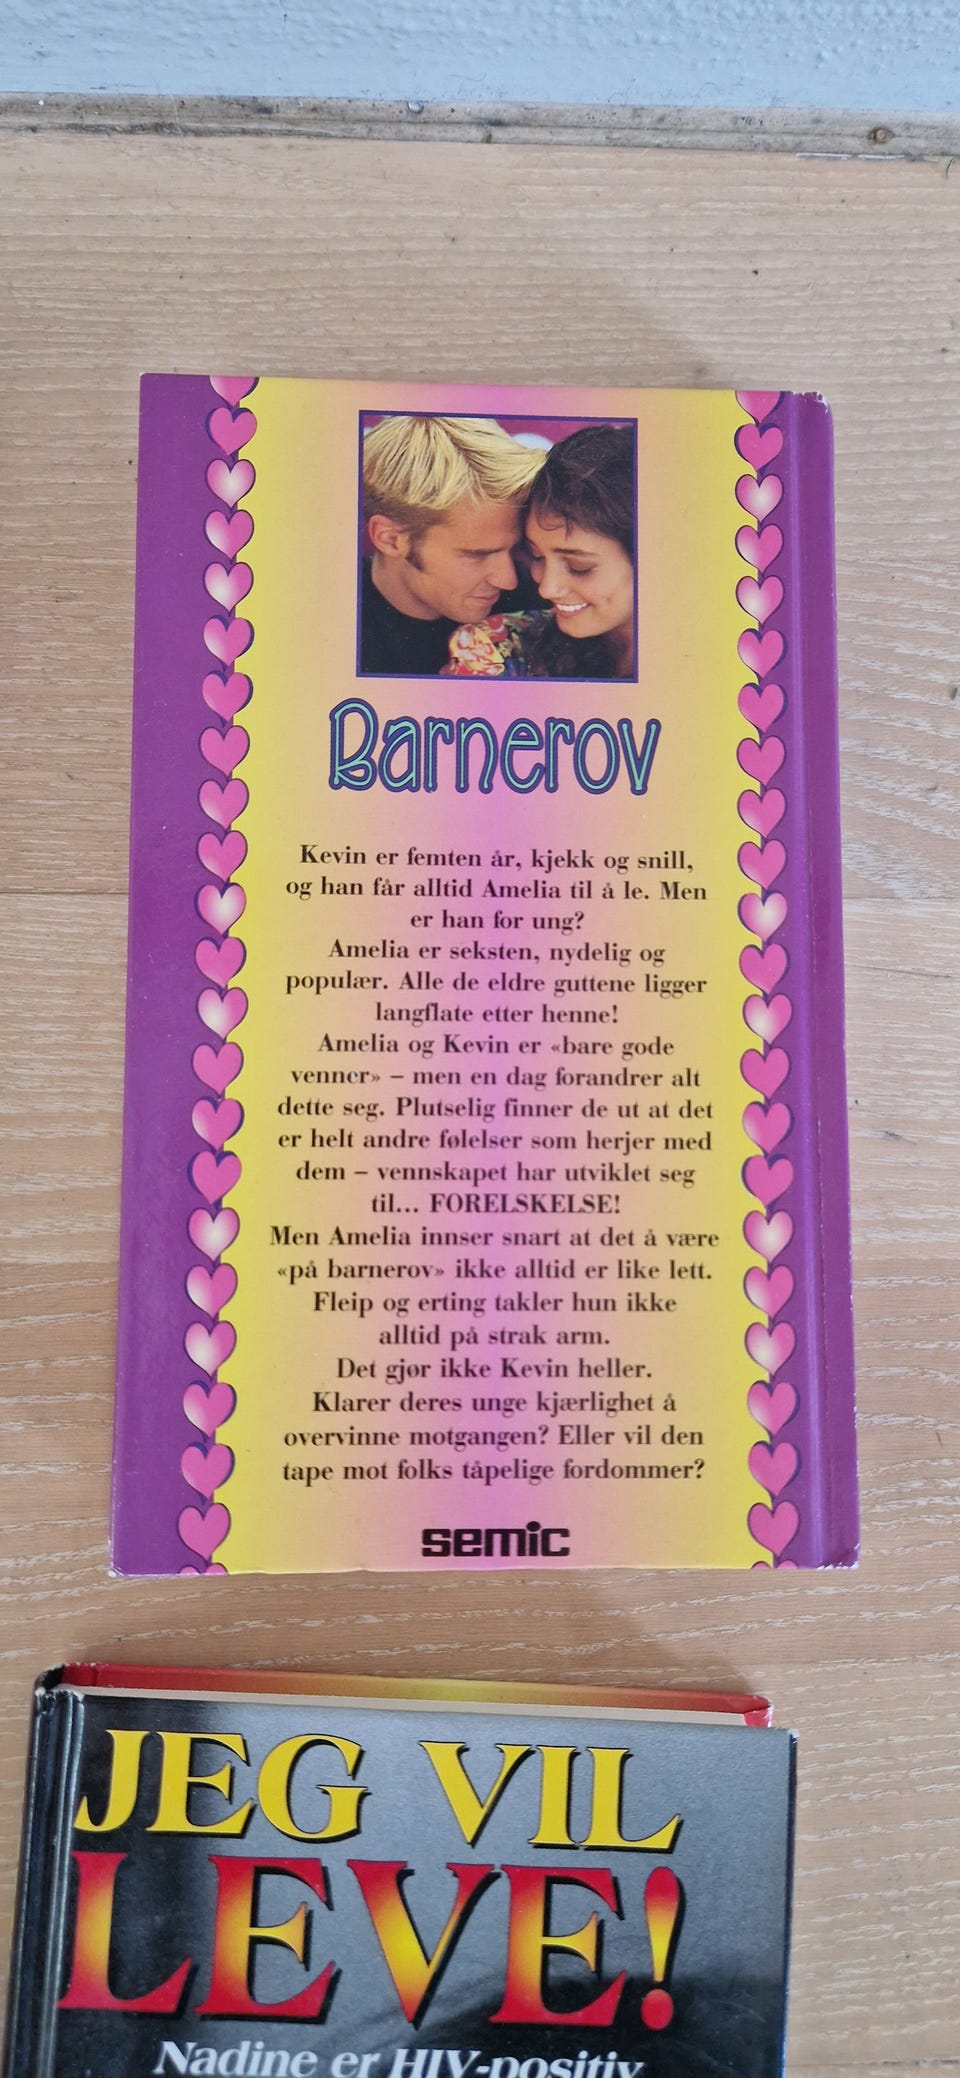 Barnerov
Kevin er femten år, kjekk og snill,
og han får alltid Amelia til å le. Men
er han for ung?
Amelia er seksten, nydelig og
populær. Alle de eldre guttene ligger
langflate etter henne!
Amelia og Kevin er «bare gode
venner» – men en dag forandrer alt
dette seg. Plutselig finner de ut at det
er helt andre følelser som herjer med
dem – vennskapet har utviklet seg
til... FORELSKELSE!
Men Amelia innser snart at det å være
«på barnerov» ikke alltid er like lett.
Fleip og erting takler hun ikke
alltid på strak arm.
Det gjør ikke Kevin heller.
Klarer deres unge kjærlighet å
overvinne motgangen? Eller vil den
tape mot folks tåpelige fordommer?
semic
JEG VIL
LEVE!
Nadine er HIV-positiv